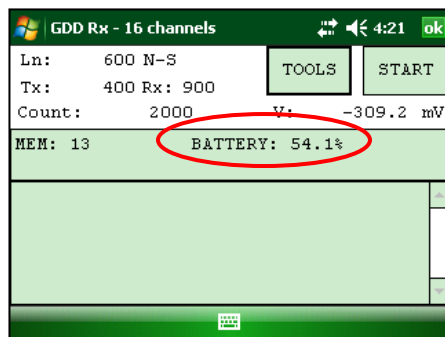 GDD Rx - 16 channels 4:21 ok
Ln: 600 N-S
TOOLS START
Tx: 400 Rx: 900
Count: 2000 V: -309.2 mV
MEM: 13 BATTERY: 54.1%